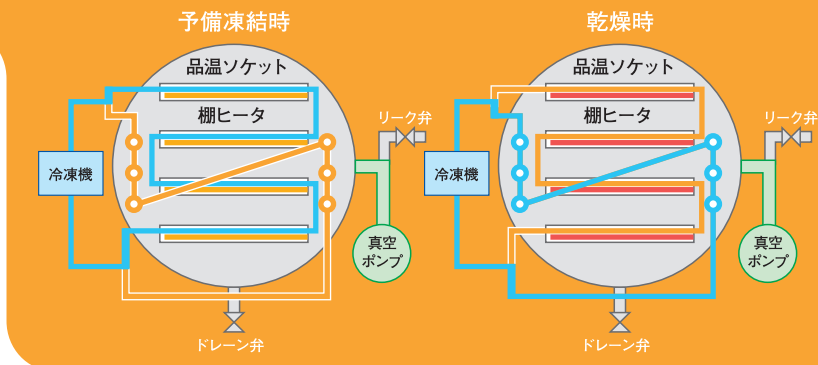 予備凍結時
品温ソケット
棚ヒータ
リーク弁
冷凍機
真空
ポンプ
ドレーン弁
乾燥時
品温ソケット
棚ヒータ
リーク弁
冷凍機
真空
ポンプ
ドレーン弁